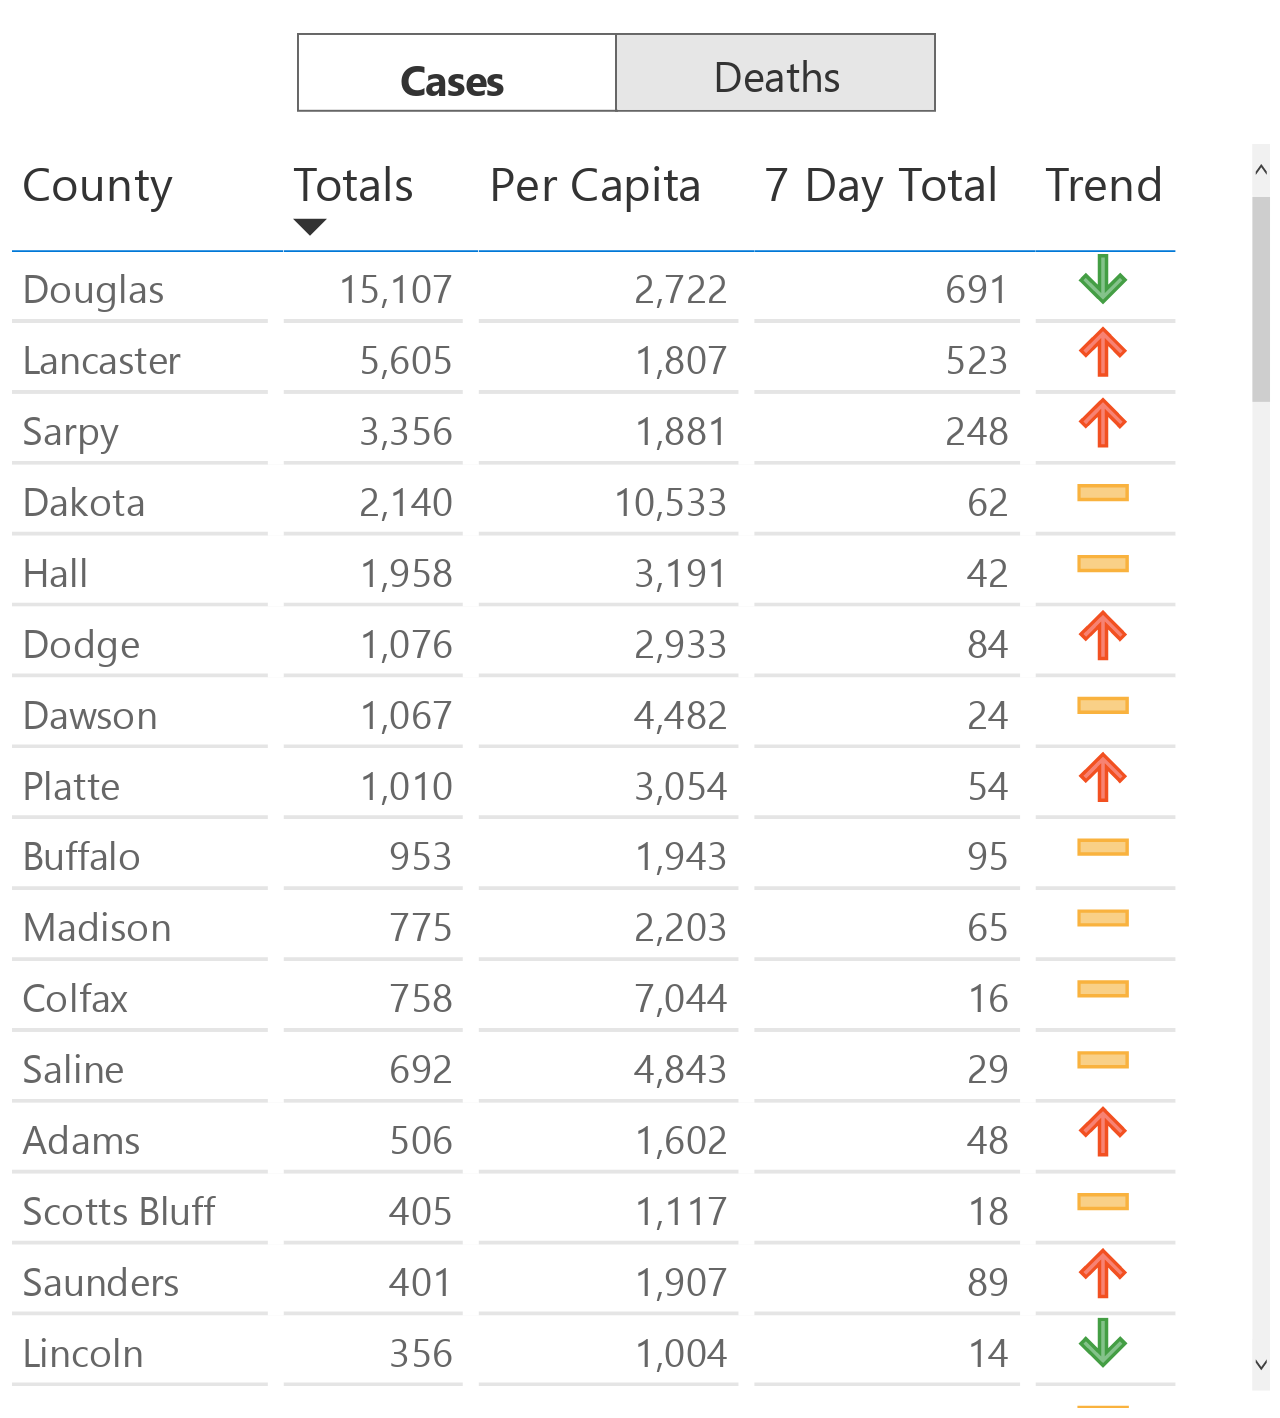 Cases Deaths
County Totals Per Capita 7 Day Total Trend
Douglas 15,107 2,722 691
Lancaster 5,605 1,807 523
Sarpy 3,356 1,881 248
Dakota 2,140 10,533 62
Hall 1,958 3,191 42
Dodge 1,076 2,933 84
Dawson 1,067 4,482 24
Platte 1,010 3,054 54
Buffalo 953 1,943 95
Madison 775 2,203 65
Colfax 758 7,044 16
Saline 692 4,843 29
Adams 506 1,602 48
Scotts Bluff 405 1,117 18
Saunders 401 1,907 89
Lincoln 356 1,004 14